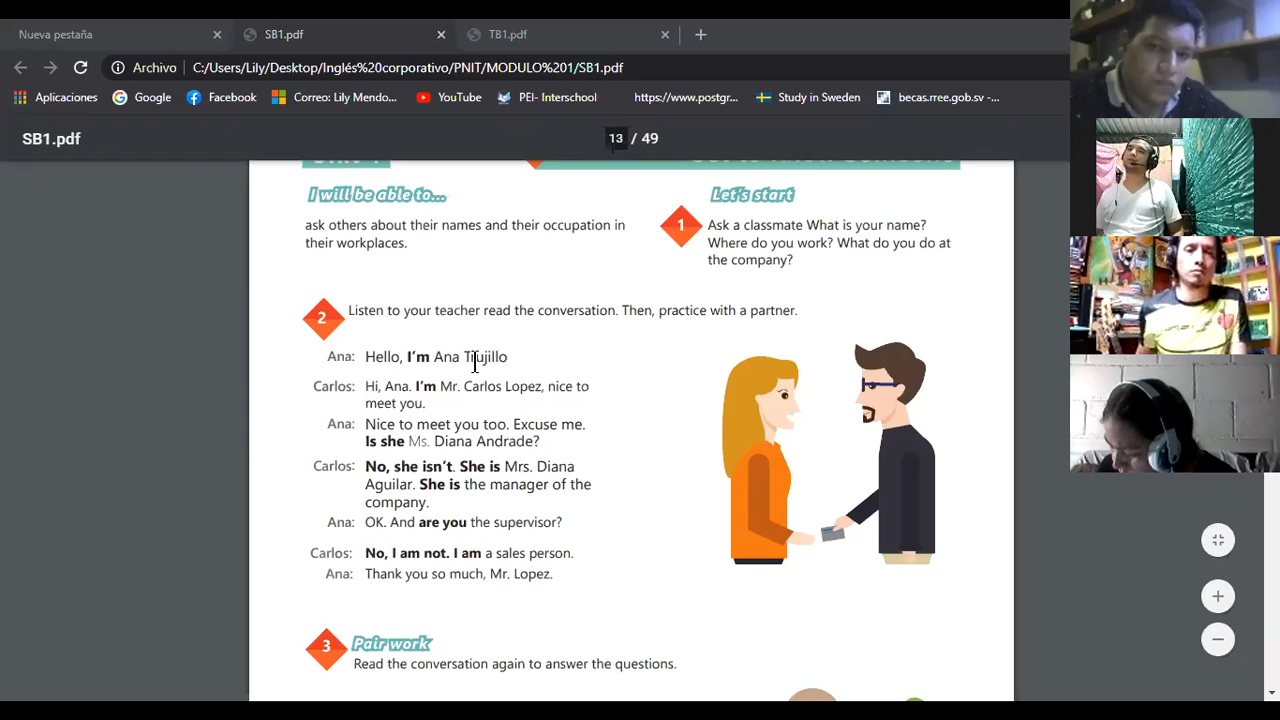 Nueva pestaña
SB1.pdf
TB1.pdf
Archivo
C:/Users/Lily/Desktop/Inglés%20corporativo/PNIT/MODULO%201/SB1.pdf
Aplicaciones
Google
Facebook
Correo: Lily Mendo...
YouTube
PEI- Interschool
https://www.postgr...
Study in Sweden
becas.rree.gob.sv -...
SB1.pdf
13 / 49
I will be able to...
ask others about their names and their occupation in
their workplaces.
Let's start
1
Ask a classmate What is your name?
Where do you work? What do you do at
the company?
2
Listen to your teacher read the conversation. Then, practice with a partner.
Ana: Hello, I'm Ana Trujillo
Carlos: Hi, Ana. I'm Mr. Carlos Lopez, nice to
meet you.
Ana: Nice to meet you too. Excuse me.
Is she Ms. Diana Andrade?
Carlos: No, she isn't. She is Mrs. Diana
Aguilar. She is the manager of the
company.
Ana: OK. And are you the supervisor?
Carlos: No, I am not. I am a sales person.
Ana: Thank you so much, Mr. Lopez.
3
Pair work
Read the conversation again to answer the questions.